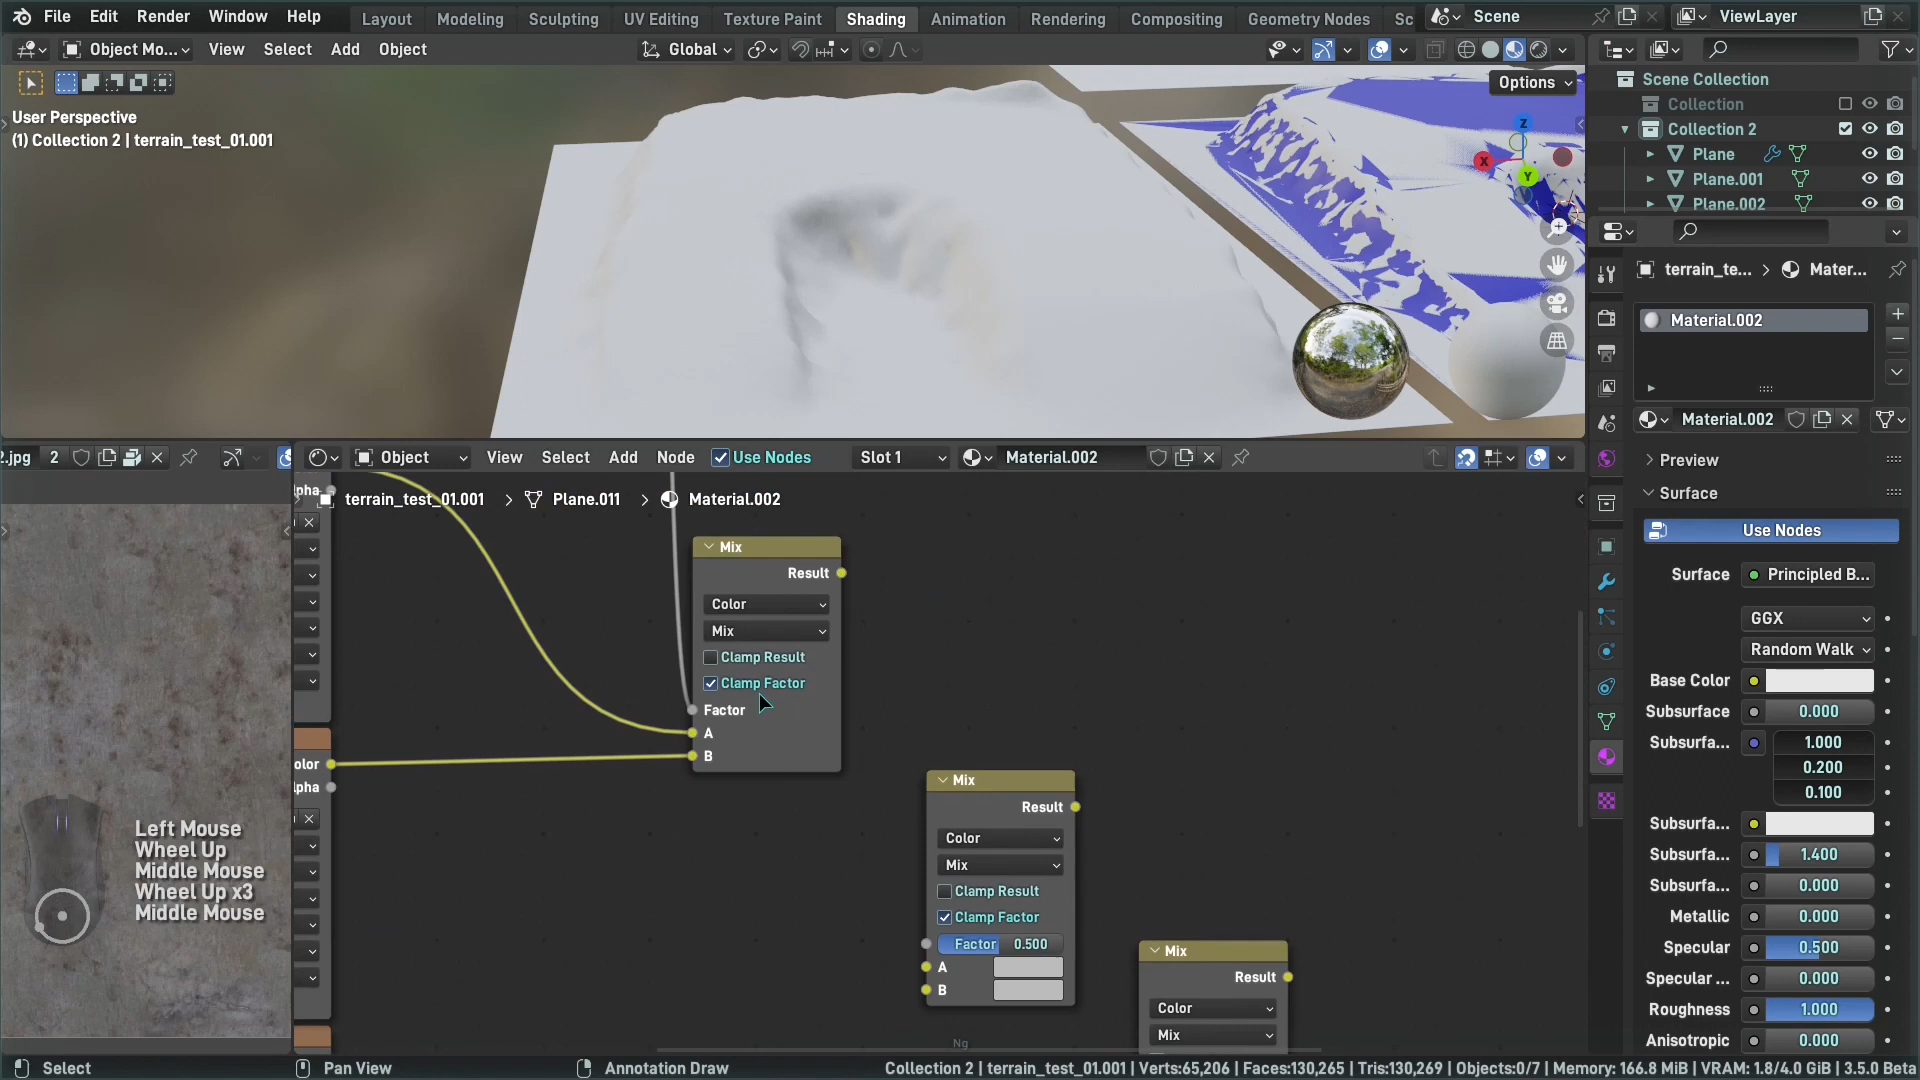 File Edit Render Window Help Layout Modeling Sculpting UV Editing Texture Paint Shading Animation Rendering Compositing Geometry Nodes Sc Scene ViewLayer
Object Mo... View Select Add Object Global
Options
User Perspective
(1) Collection 2 | terrain_test_01.001
Z
X
Y
Scene Collection
Collection
Collection 2
Plane
Plane.001
Plane.002
terrain_te... > Mater...
Material.002
Material.002
Preview
Surface
Use Nodes
Surface Principled B...
GGX
Random Walk
Base Color
Subsurface 0.000
Subsurfa... 1.000
0.200
0.100
Subsurfa...
Subsurfa... 1.400
Subsurfa... 0.000
Metallic 0.000
Specular 0.500
Specular ... 0.000
Roughness 1.000
Anisotropic 0.000
2.jpg 2 Object View Select Add Node Use Nodes Slot 1 Material.002
lpha
terrain_test_01.001 > Plane.011 > Material.002
Mix
Result
Color
Mix
Clamp Result
Clamp Factor
Factor
A
B
olor
lpha
Mix
Result
Color
Mix
Clamp Result
Clamp Factor
Factor 0.500
A
B
Mix
Result
Color
Mix
Left Mouse
Wheel Up
Middle Mouse
Wheel Up x3
Middle Mouse
Ng
Select Pan View Annotation Draw Collection 2 | terrain_test_01.001 | Verts:65,206 | Faces:130,265 | Tris:130,269 | Objects:0/7 | Memory: 166.8 MiB | VRAM: 1.8/4.0 GiB | 3.5.0 Beta